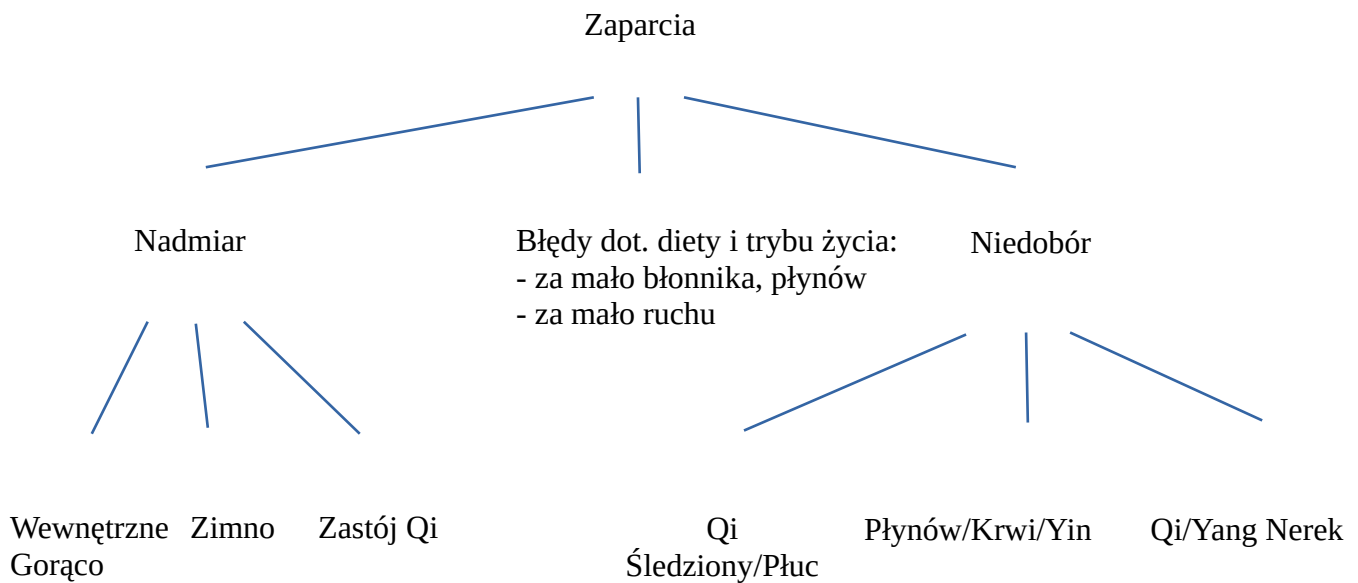 Zaparcia
Nadmiar
Błędy dot. diety i trybu życia:
- za mało błonnika, płynów
- za mało ruchu
Niedobór
Wewnętrzne
Gorąco
Zimno
Zastój Qi
Qi
Śledziony/Płuc
Płynów/Krwi/Yin
Qi/Yang Nerek